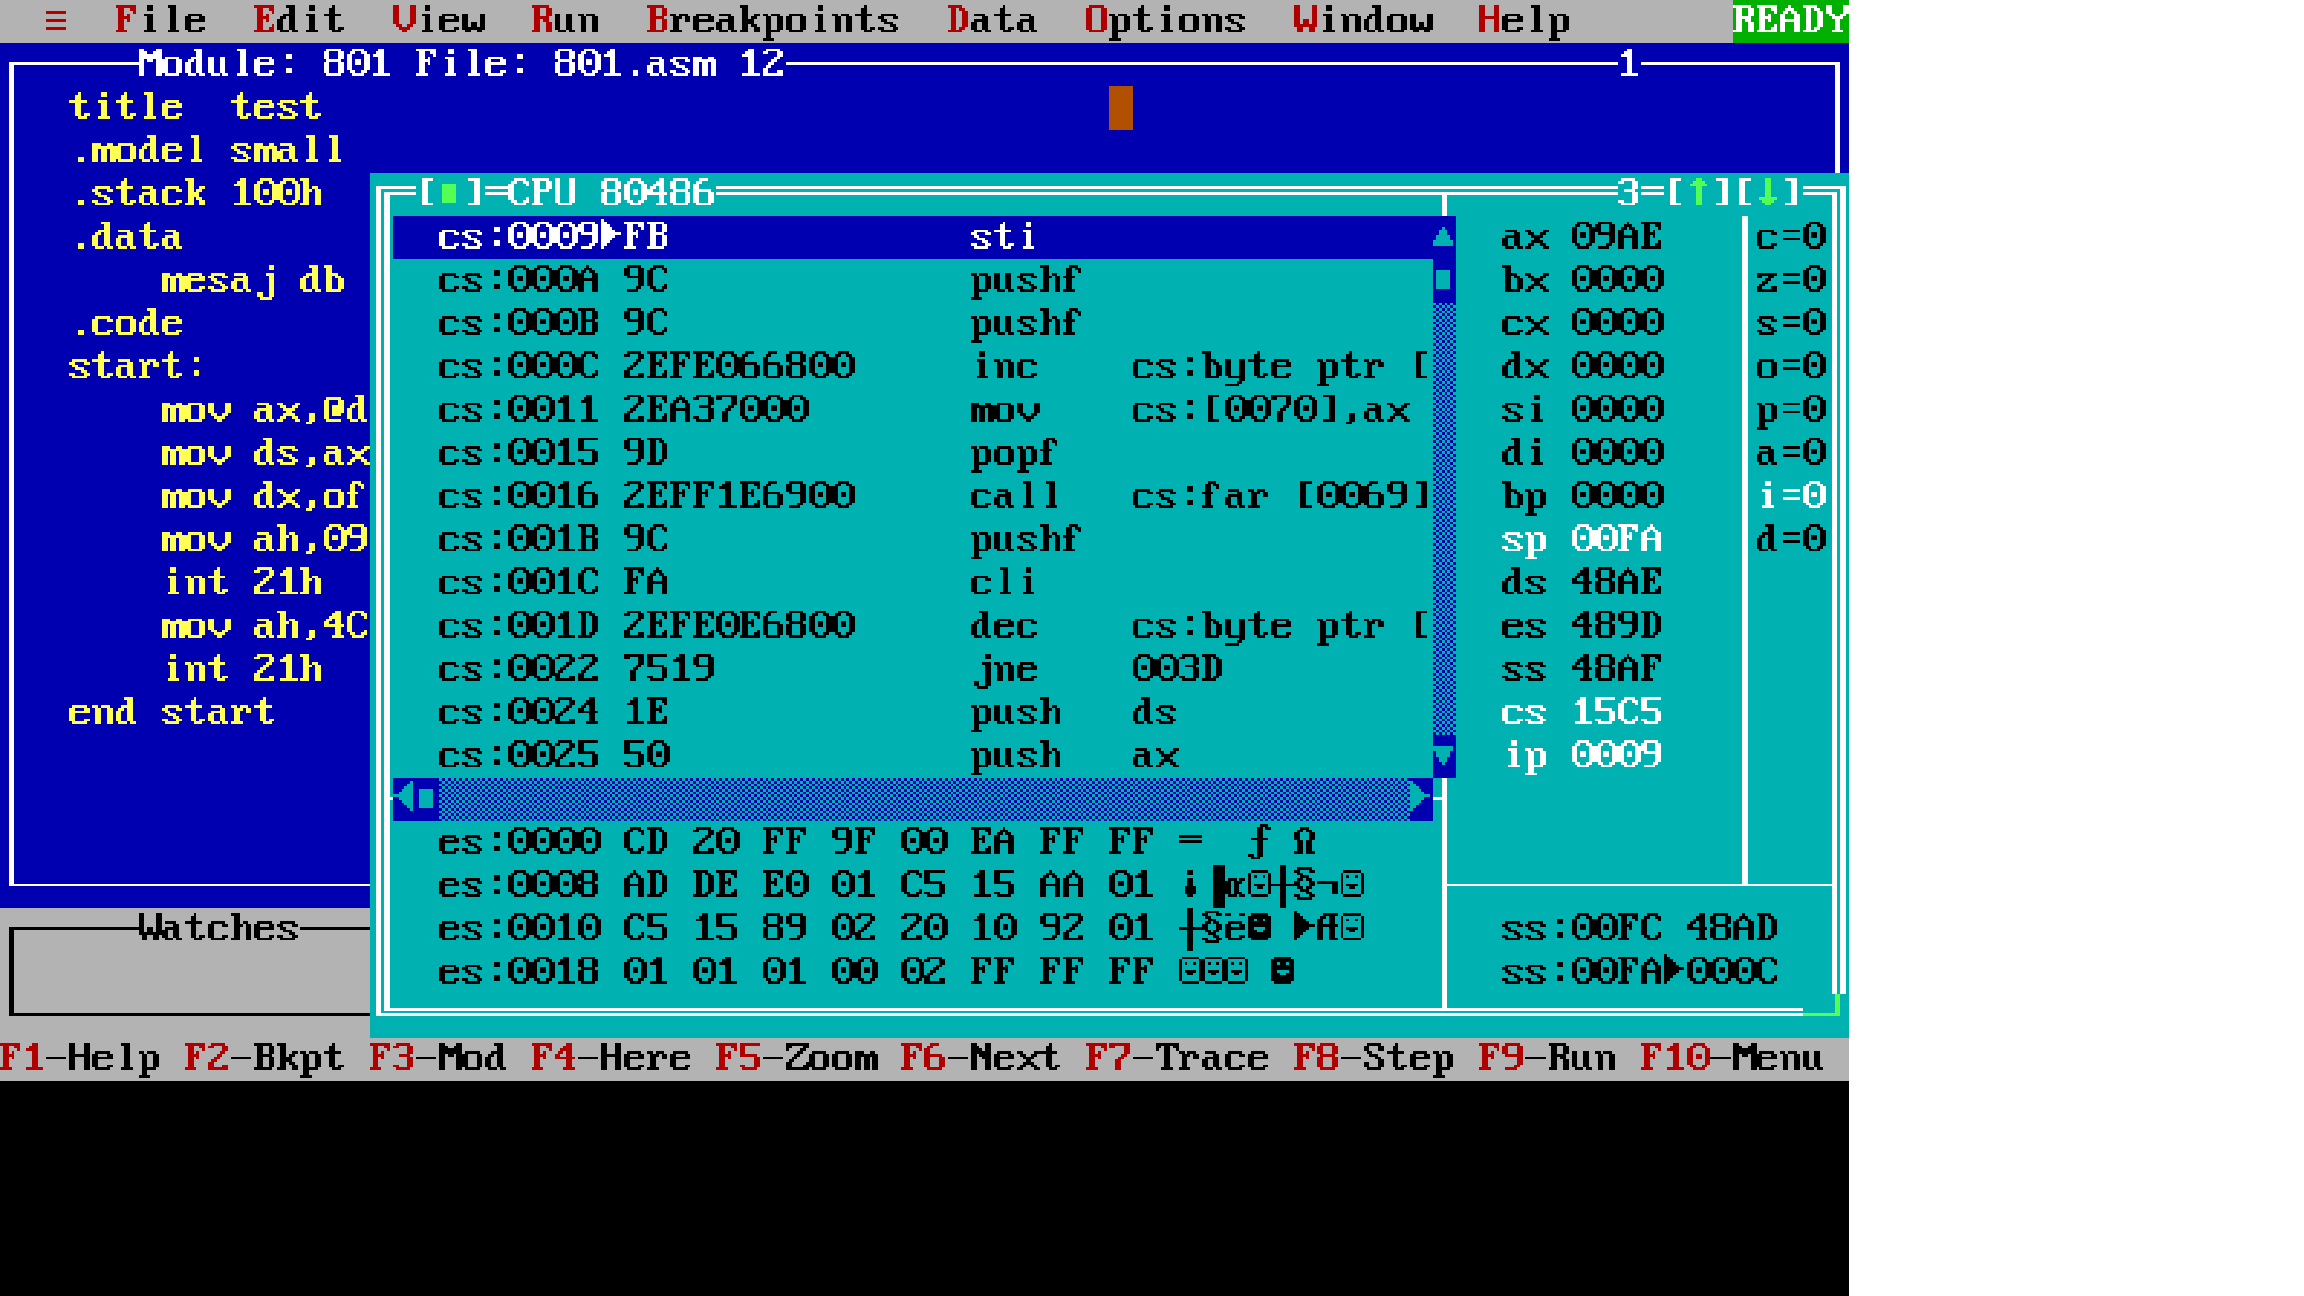 ≡ File Edit View Run Breakpoints Data Options Window Help READY
Module: 801 File: 801.asm 12 1
title test
.model small
.stack 100h
.data
mesaj db
.code
start:
mov ax,@d
mov ds,ax
mov dx,of
mov ah,09
int 21h
mov ah,4C
int 21h
end start
Watches
[■]=CPU 80486 3=[↑][↓]
cs:0009►FB sti
cs:000A 9C pushf
cs:000B 9C pushf
cs:000C 2EFE066800 inc cs:byte ptr [
cs:0011 2EA37000 mov cs:[0070],ax
cs:0015 9D popf
cs:0016 2EFF1E6900 call cs:far [0069]
cs:001B 9C pushf
cs:001C FA cli
cs:001D 2EFE0E6800 dec cs:byte ptr [
cs:0022 7519 jne 003D
cs:0024 1E push ds
cs:0025 50 push ax
ax 09AE
bx 0000
cx 0000
dx 0000
si 0000
di 0000
bp 0000
sp 00FA
ds 48AE
es 489D
ss 48AF
cs 15C5
ip 0009
c=0
z=0
s=0
o=0
p=0
a=0
i=0
d=0
es:0000 CD 20 FF 9F 00 EA FF FF = ƒ Ω
es:0008 AD DE E0 01 C5 15 AA 01 ¡▐α☺┼§¬☺
es:0010 C5 15 89 02 20 10 92 01 ┼§ë☻ ►Æ☺
es:0018 01 01 01 00 02 FF FF FF ☺☺☺ ☻
ss:00FC 48AD
ss:00FA►000C
F1-Help F2-Bkpt F3-Mod F4-Here F5-Zoom F6-Next F7-Trace F8-Step F9-Run F10-Menu